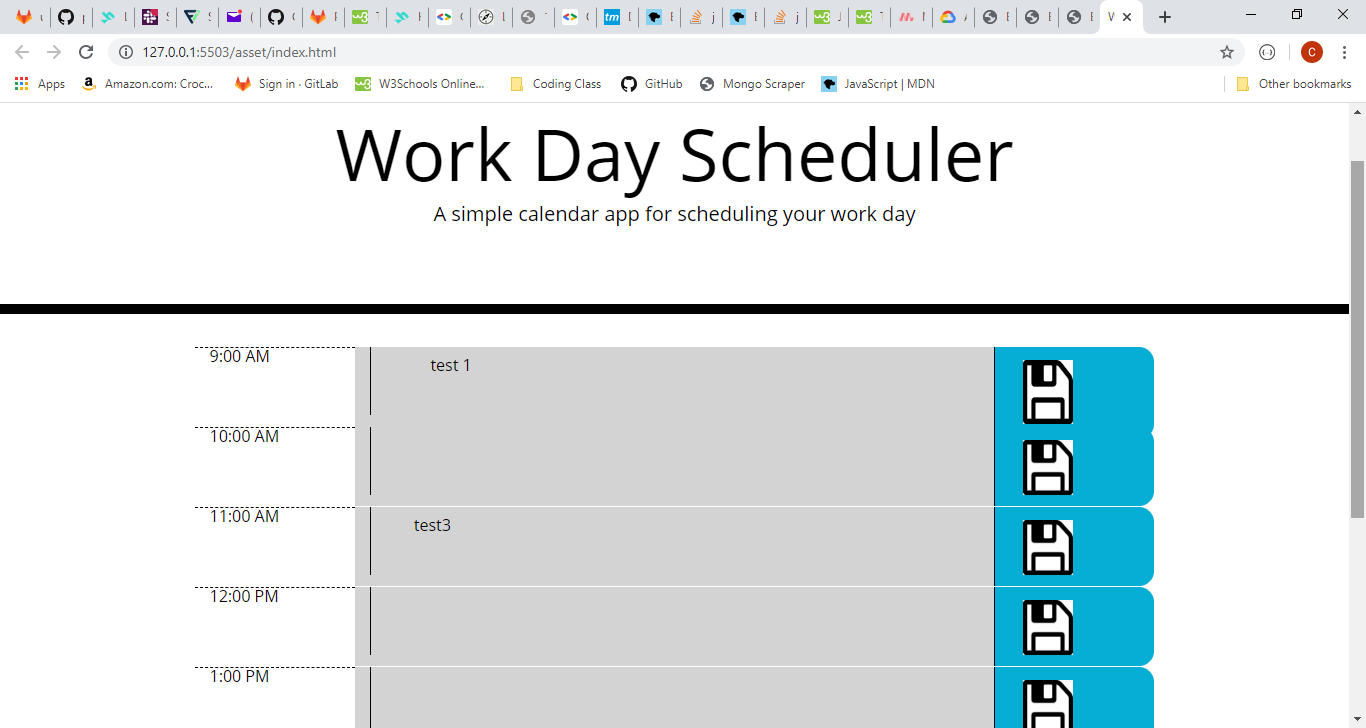 127.0.0.1:5503/asset/index.html
C
Apps
Amazon.com: Croc...
Sign in · GitLab
W3Schools Online...
Coding Class
GitHub
Mongo Scraper
JavaScript | MDN
Other bookmarks
Work Day Scheduler
A simple calendar app for scheduling your work day
9:00 AM
test 1
10:00 AM
11:00 AM
test3
12:00 PM
1:00 PM